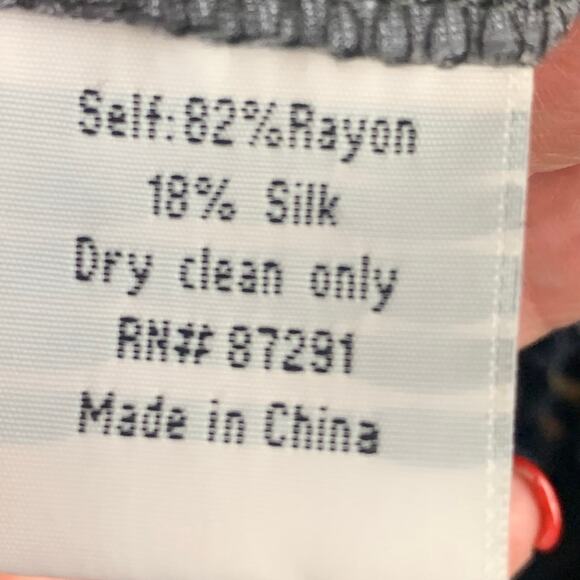 Self:82%Rayon
18% Silk
Dry clean only
RN# 87291
Made in China